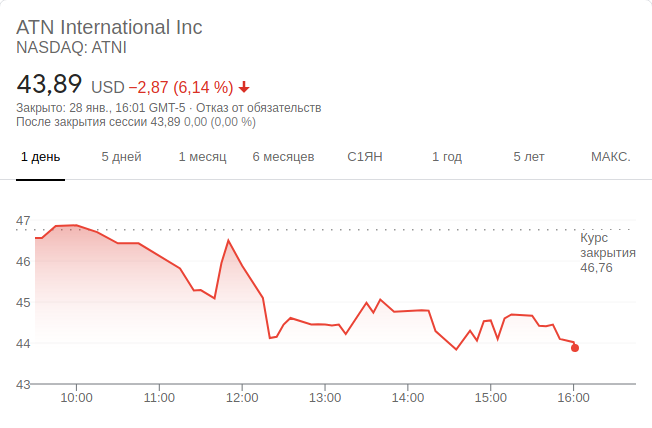 ATN International Inc
NASDAQ: ATNI
43,89 USD −2,87 (6,14 %)
Закрыто: 28 янв., 16:01 GMT-5 · Отказ от обязательств
После закрытия сессии 43,89 0,00 (0,00 %)
1 день 5 дней 1 месяц 6 месяцев С1ЯН 1 год 5 лет МАКС.
47
Курс
закрытия
46,76
46
45
44
43
10:00 11:00 12:00 13:00 14:00 15:00 16:00